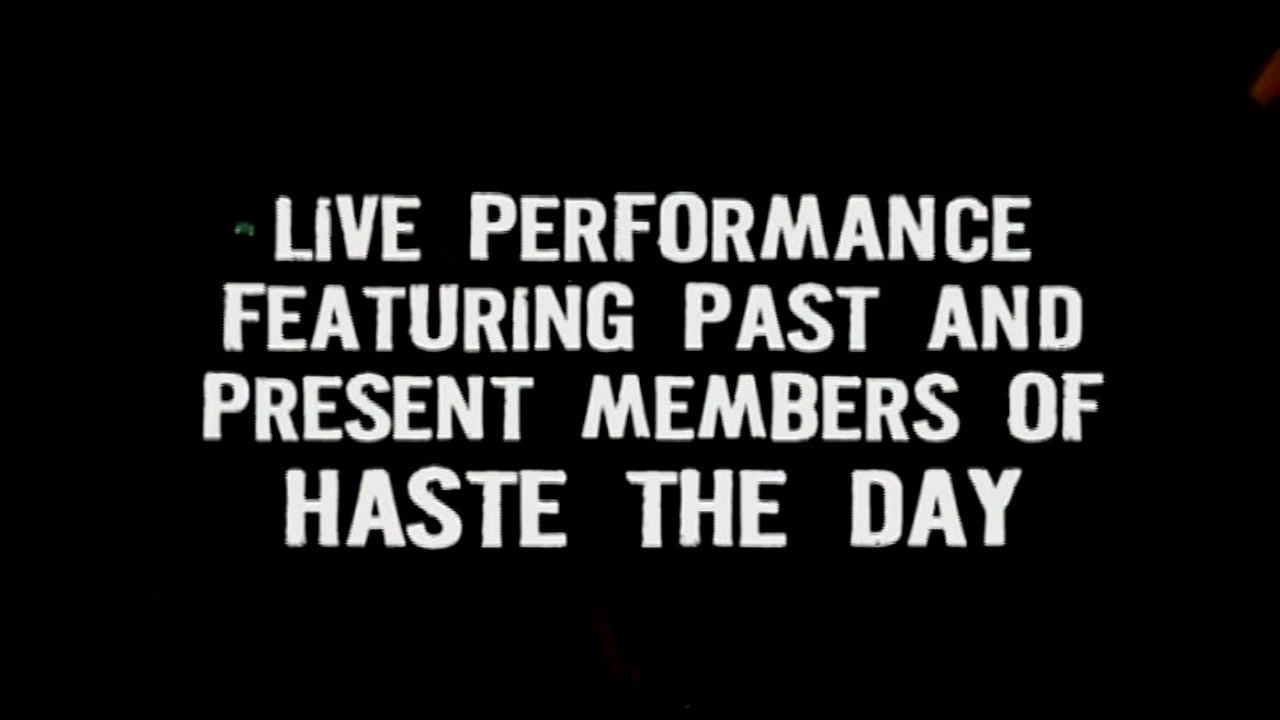 LiVE PERFORMANCE
FEATURiNG PAST AND
PRESENT MEMBERS OF
HASTE THE DAY